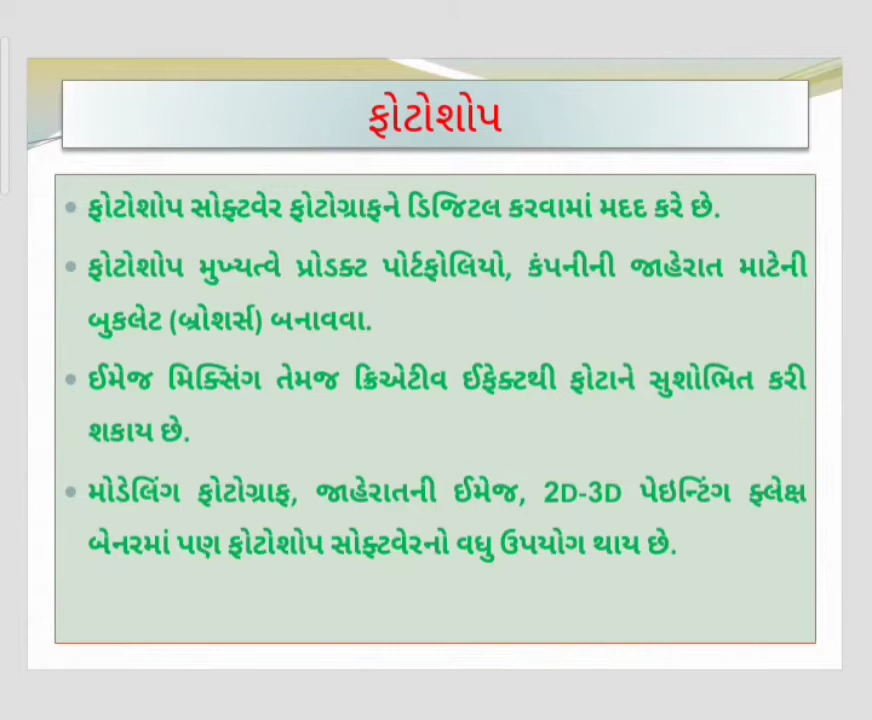 ફોટોશોપ
• ફોટોશોપ સોફ્ટવેર ફોટોગ્રાફને ડિજિટલ કરવામાં મદદ કરે છે.
• ફોટોશોપ મુખ્યત્વે પ્રોડક્ટ પોર્ટફોલિયો, કંપનીની જાહેરાત માટેની
બુકલેટ (બ્રોશર્સ) બનાવવા.
• ઈમેજ મિક્સિંગ તેમજ ક્રિએટીવ ઈફેક્ટથી ફોટાને સુશોભિત કરી
શકાય છે.
• મોડેલિંગ ફોટોગ્રાફ, જાહેરાતની ઈમેજ, 2D-3D પેઇન્ટિંગ ફ્લેક્ષ
બેનરમાં પણ ફોટોશોપ સોફ્ટવેરનો વધુ ઉપયોગ થાય છે.